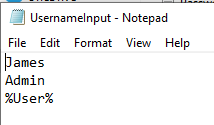 UsernameInput - Notepad
File Edit Format View Help
James
Admin
%User%